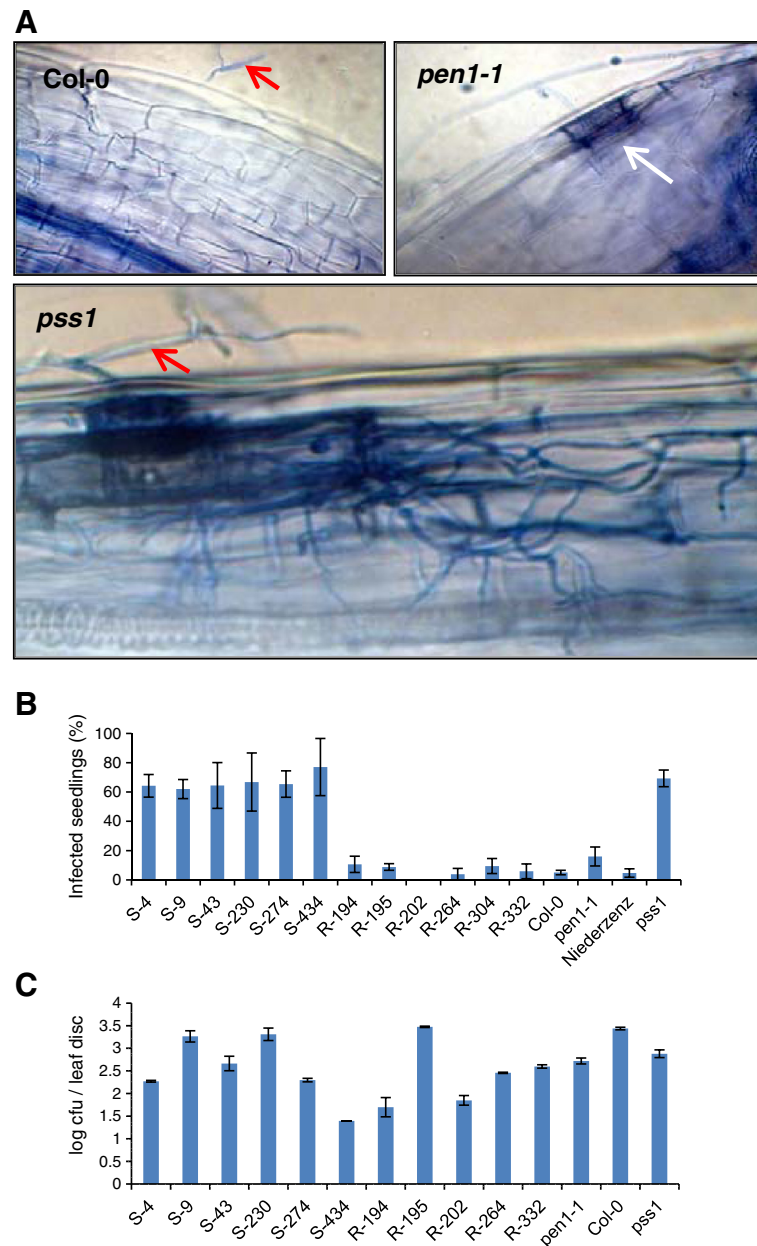 A
Col-0
pen1-1
pss1
B
Infected seedlings (%)
100
80
60
40
20
0
S-4
S-9
S-43
S-230
S-274
S-434
R-194
R-195
R-202
R-264
R-304
R-332
Col-0
pen1-1
Niederzenz
pss1
C
log cfu / leaf disc
4
3.5
3
2.5
2
1.5
1
0.5
0
S-4
S-9
S-43
S-230
S-274
S-434
R-194
R-195
R-202
R-264
R-332
pen1-1
Col-0
pss1